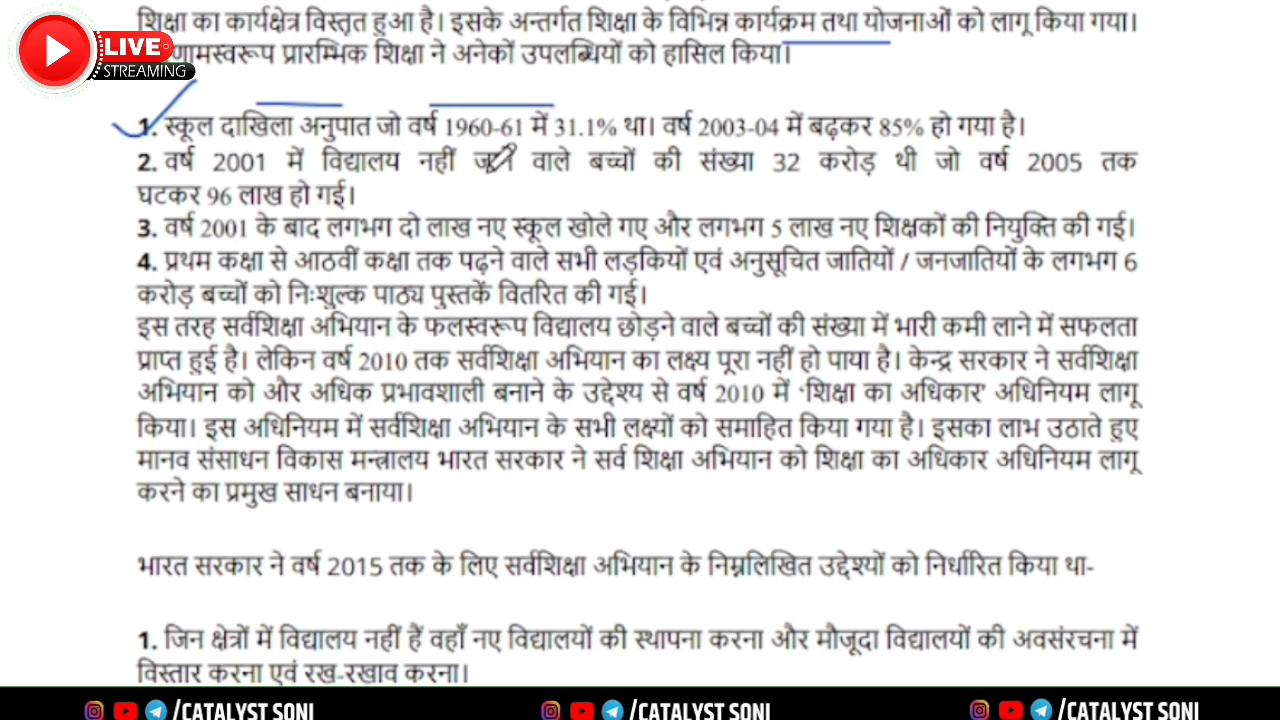 शिक्षा का कार्यक्षेत्र विस्तृत हुआ है। इसके अन्तर्गत शिक्षा के विभिन्न कार्यक्रम तथा योजनाओं को लागू किया गया।
LIVE
STREAMING
प्रारम्भिक शिक्षा ने अनेकों उपलब्धियों को हासिल किया।
1. स्कूल दाखिला अनुपात जो वर्ष 1960-61 में 31.1% था। वर्ष 2003-04 में बढ़कर 85% हो गया है।
2. वर्ष 2001 में विद्यालय नहीं वाले बच्चों की संख्या 32 करोड़ थी जो वर्ष 2005 तक
घटकर 96 लाख हो गई।
3. वर्ष 2001 के बाद लगभग दो लाख नए स्कूल खोले गए और लगभग 5 लाख नए शिक्षकों की नियुक्ति की गई।
4. प्रथम कक्षा से आठवीं कक्षा तक पढ़ने वाले सभी लड़कियों एवं अनुसूचित जातियों / जनजातियों के लगभग 6
करोड़ बच्चों को निःशुल्क पाठ्य पुस्तकें वितरित की गई।
इस तरह सर्वशिक्षा अभियान के फलस्वरूप विद्यालय छोड़ने वाले बच्चों की संख्या में भारी कमी लाने में सफलता
प्राप्त हुई है। लेकिन वर्ष 2010 तक सर्वशिक्षा अभियान का लक्ष्य पूरा नहीं हो पाया है। केन्द्र सरकार ने सर्वशिक्षा
अभियान को और अधिक प्रभावशाली बनाने के उद्देश्य से वर्ष 2010 में ‘शिक्षा का अधिकार’ अधिनियम लागू
किया। इस अधिनियम में सर्वशिक्षा अभियान के सभी लक्ष्यों को समाहित किया गया है। इसका लाभ उठाते हुए
मानव संसाधन विकास मन्त्रालय भारत सरकार ने सर्व शिक्षा अभियान को शिक्षा का अधिकार अधिनियम लागू
करने का प्रमुख साधन बनाया।
भारत सरकार ने वर्ष 2015 तक के लिए सर्वशिक्षा अभियान के निम्नलिखित उद्देश्यों को निर्धारित किया था-
1. जिन क्षेत्रों में विद्यालय नहीं हैं वहाँ नए विद्यालयों की स्थापना करना और मौजूदा विद्यालयों की अवसंरचना में
विस्तार करना एवं रख-रखाव करना।
/CATALYST SONI /CATALYST SONI /CATALYST SONI